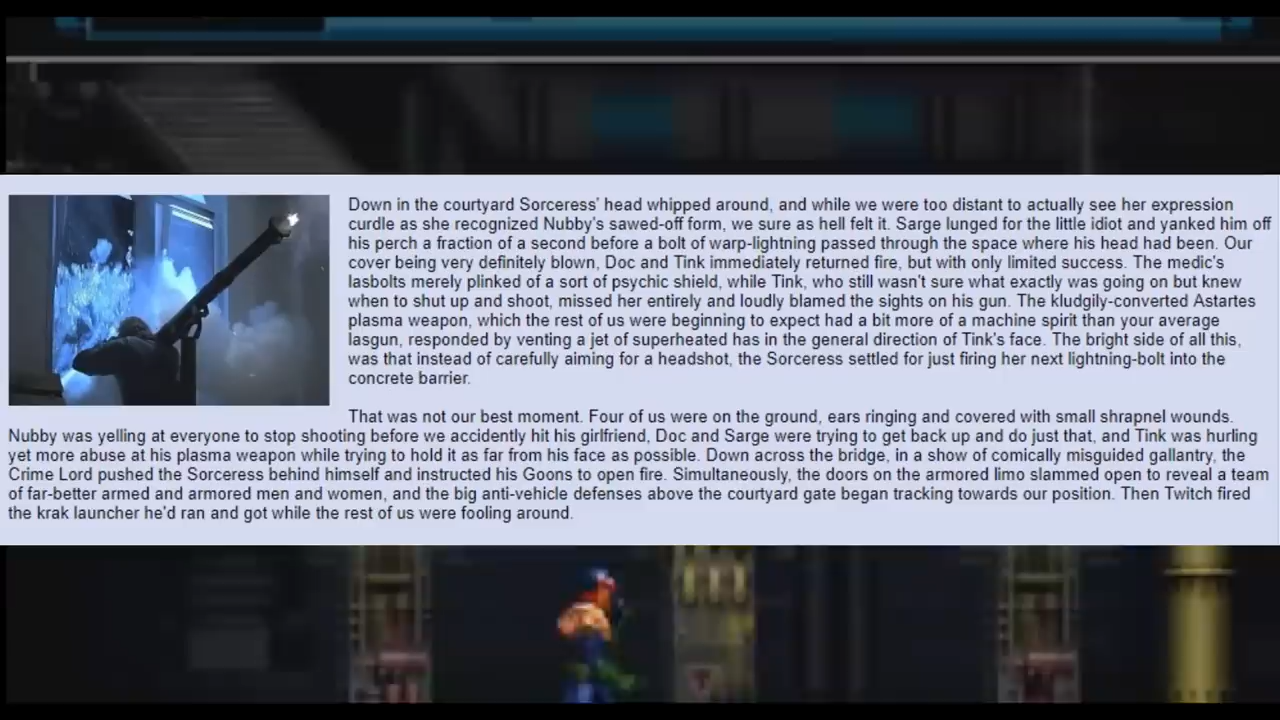 Down in the courtyard Sorceress' head whipped around, and while we were too distant to actually see her expression
curdle as she recognized Nubby's sawed-off form, we sure as hell felt it. Sarge lunged for the little idiot and yanked him off
his perch a fraction of a second before a bolt of warp-lightning passed through the space where his head had been. Our
cover being very definitely blown, Doc and Tink immediately returned fire, but with only limited success. The medic's
lasbolts merely plinked of a sort of psychic shield, while Tink, who still wasn't sure what exactly was going on but knew
when to shut up and shoot, missed her entirely and loudly blamed the sights on his gun. The kludgily-converted Astartes
plasma weapon, which the rest of us were beginning to expect had a bit more of a machine spirit than your average
lasgun, responded by venting a jet of superheated has in the general direction of Tink's face. The bright side of all this,
was that instead of carefully aiming for a headshot, the Sorceress settled for just firing her next lightning-bolt into the
concrete barrier.
That was not our best moment. Four of us were on the ground, ears ringing and covered with small shrapnel wounds.
Nubby was yelling at everyone to stop shooting before we accidently hit his girlfriend, Doc and Sarge were trying to get back up and do just that, and Tink was hurling
yet more abuse at his plasma weapon while trying to hold it as far from his face as possible. Down across the bridge, in a show of comically misguided gallantry, the
Crime Lord pushed the Sorceress behind himself and instructed his Goons to open fire. Simultaneously, the doors on the armored limo slammed open to reveal a team
of far-better armed and armored men and women, and the big anti-vehicle defenses above the courtyard gate began tracking towards our position. Then Twitch fired
the krak launcher he'd ran and got while the rest of us were fooling around.